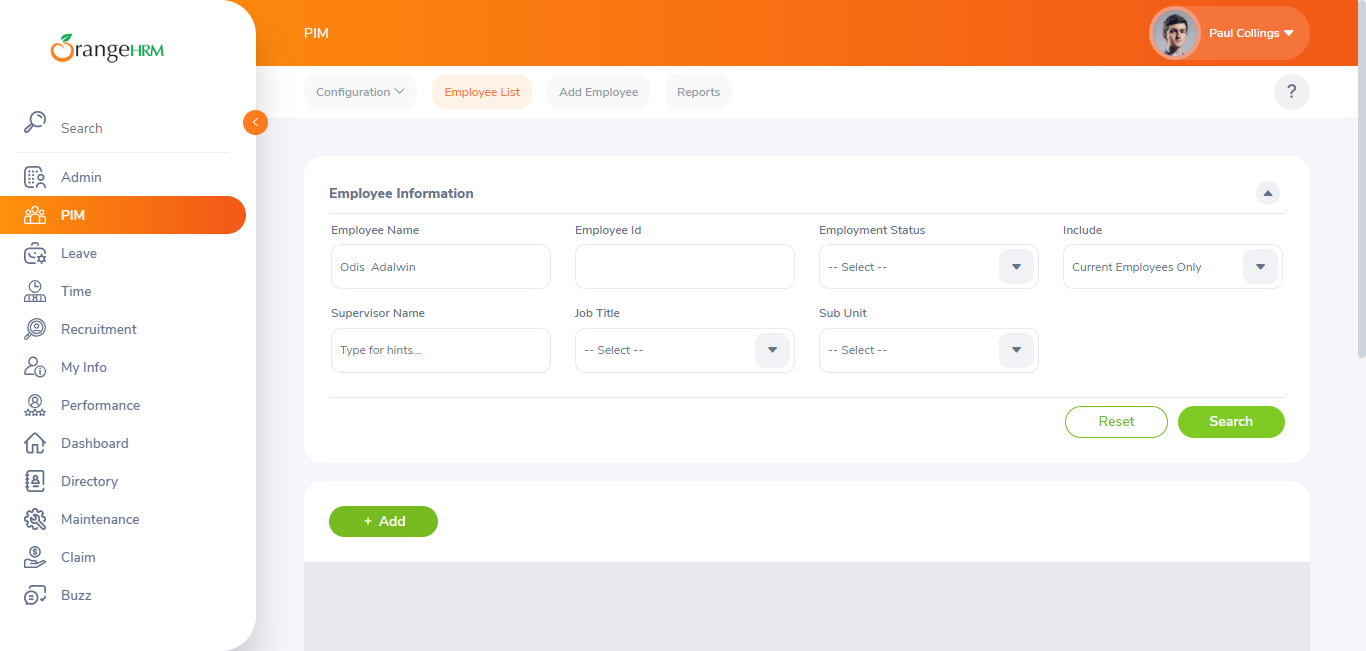 OrangeHRM
PIM
Paul Collings
Configuration
Employee List
Add Employee
Reports
?
Search
Admin
PIM
Leave
Time
Recruitment
My Info
Performance
Dashboard
Directory
Maintenance
Claim
Buzz
Employee Information
Employee Name
Employee Id
Employment Status
Include
Odis  Adalwin
-- Select --
Current Employees Only
Supervisor Name
Job Title
Sub Unit
Type for hints...
-- Select --
-- Select --
Reset
Search
+ Add